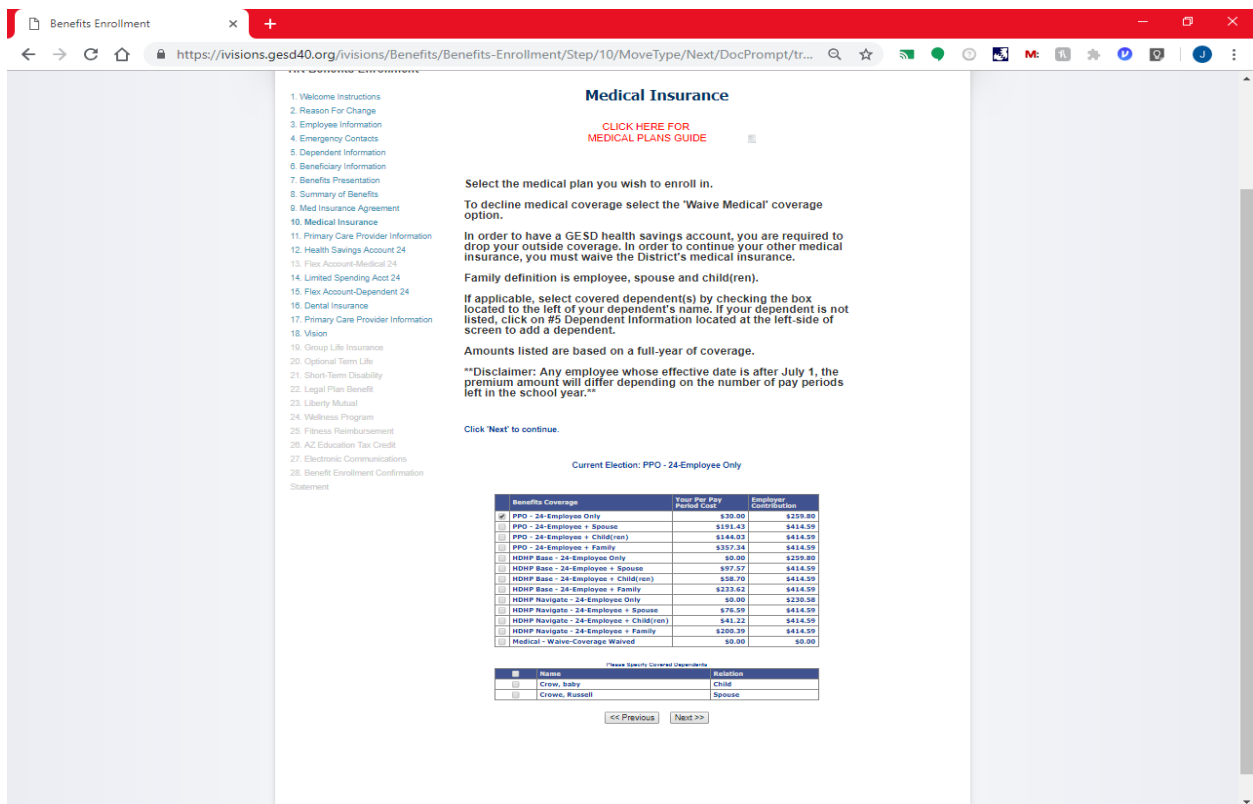 Benefits Enrollment
https://ivisions.gesd40.org/ivisions/Benefits/Benefits-Enrollment/Step/10/MoveType/Next/DocPrompt/tr...
M:
J
1. Welcome Instructions
2. Reason For Change
3. Employee Information
4. Emergency Contacts
5. Dependent Information
6. Beneficiary Information
7. Benefits Presentation
8. Summary of Benefits
9. Med Insurance Agreement
10. Medical Insurance
11. Primary Care Provider Information
12. Health Savings Account 24
13. Flex Account-Medical 24
14. Limited Spending Acct 24
15. Flex Account-Dependent 24
16. Dental Insurance
17. Primary Care Provider Information
18. Vision
19. Group Life Insurance
20. Optional Term Life
21. Short-Term Disability
22. Legal Plan Benefit
23. Liberty Mutual
24. Wellness Program
25. Fitness Reimbursement
26. AZ Education Tax Credit
27. Electronic Communications
28. Benefit Enrollment Confirmation
Statement
Medical Insurance
CLICK HERE FOR
MEDICAL PLANS GUIDE
Select the medical plan you wish to enroll in.
To decline medical coverage select the 'Waive Medical' coverage
option.
In order to have a GESD health savings account, you are required to
drop your outside coverage. In order to continue your other medical
insurance, you must waive the District's medical insurance.
Family definition is employee, spouse and child(ren).
If applicable, select covered dependent(s) by checking the box
located to the left of your dependent's name. If your dependent is not
listed, click on #5 Dependent Information located at the left-side of
screen to add a dependent.
Amounts listed are based on a full-year of coverage.
**Disclaimer: Any employee whose effective date is after July 1, the
premium amount will differ depending on the number of pay periods
left in the school year.**
Click 'Next' to continue.
Current Election: PPO - 24-Employee Only
Benefits Coverage Your Per Pay Period Cost Employer Contribution
PPO - 24-Employee Only $30.00 $259.80
PPO - 24-Employee + Spouse $191.43 $414.59
PPO - 24-Employee + Child(ren) $144.03 $414.59
PPO - 24-Employee + Family $357.34 $414.59
HDHP Base - 24-Employee Only $0.00 $259.80
HDHP Base - 24-Employee + Spouse $97.57 $414.59
HDHP Base - 24-Employee + Child(ren) $58.70 $414.59
HDHP Base - 24-Employee + Family $233.62 $414.59
HDHP Navigate - 24-Employee Only $0.00 $230.58
HDHP Navigate - 24-Employee + Spouse $76.59 $414.59
HDHP Navigate - 24-Employee + Child(ren) $41.22 $414.59
HDHP Navigate - 24-Employee + Family $200.39 $414.59
Medical - Waive-Coverage Waived $0.00 $0.00
Please Specify Covered Dependents
Name Relation
Crow, baby Child
Crowe, Russell Spouse
<< Previous Next >>